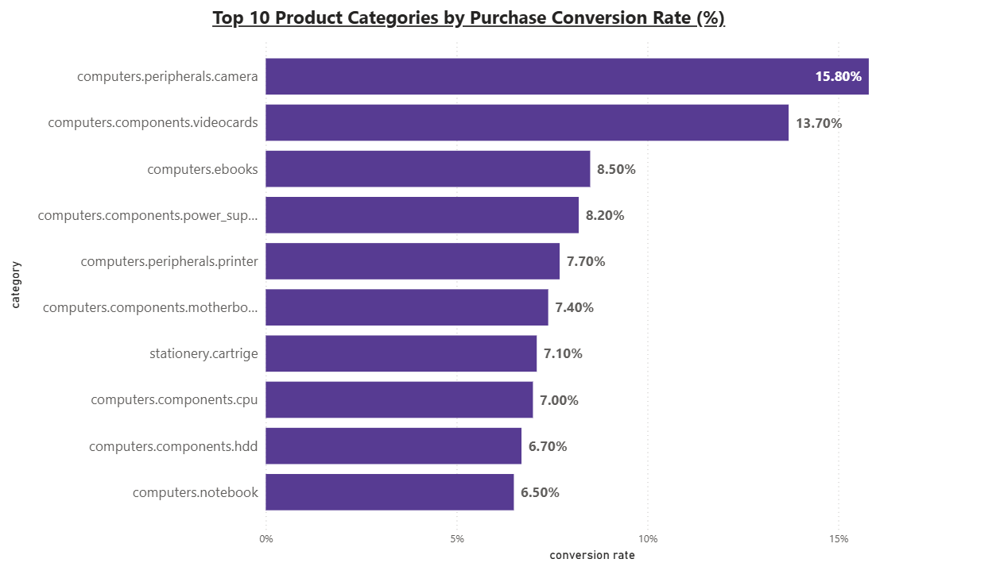 Top 10 Product Categories by Purchase Conversion Rate (%)
category
computers.peripherals.camera 15.80%
computers.components.videocards 13.70%
computers.ebooks 8.50%
computers.components.power_sup... 8.20%
computers.peripherals.printer 7.70%
computers.components.motherbo... 7.40%
stationery.cartrige 7.10%
computers.components.cpu 7.00%
computers.components.hdd 6.70%
computers.notebook 6.50%
0% 5% 10% 15%
conversion rate